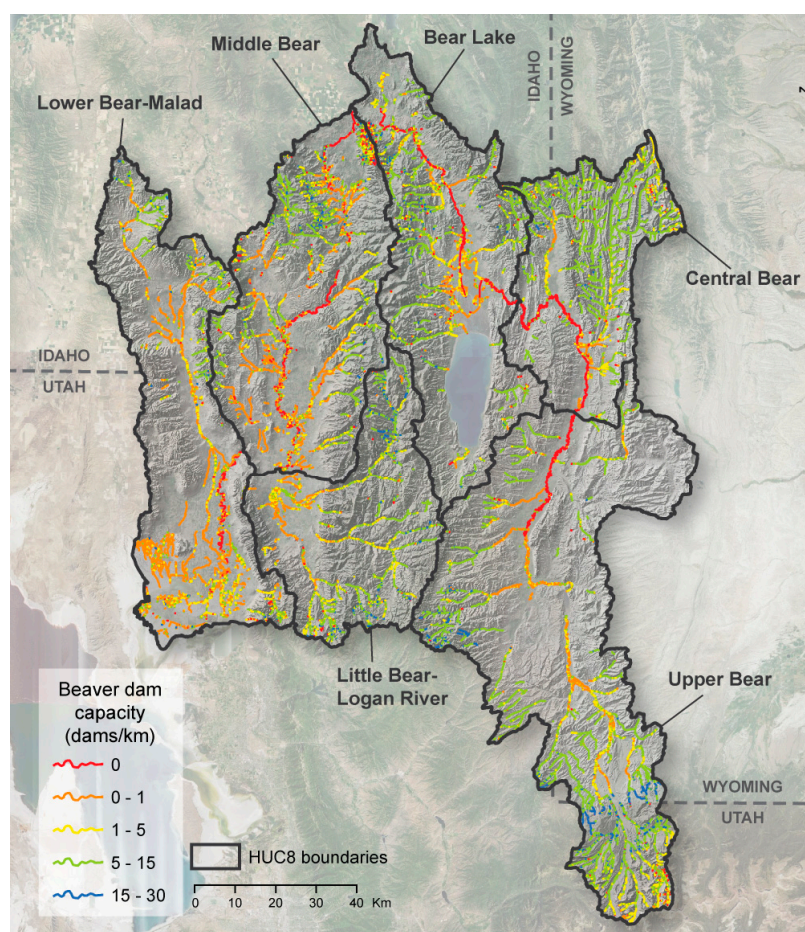 Middle Bear
Bear Lake
IDAHO
WYOMING
Lower Bear-Malad
Central Bear
IDAHO
UTAH
Little Bear-
Logan River
Upper Bear
WYOMING
UTAH
Beaver dam
capacity
(dams/km)
0
0 - 1
1 - 5
5 - 15
15 - 30
HUC8 boundaries
0 10 20 30 40 Km